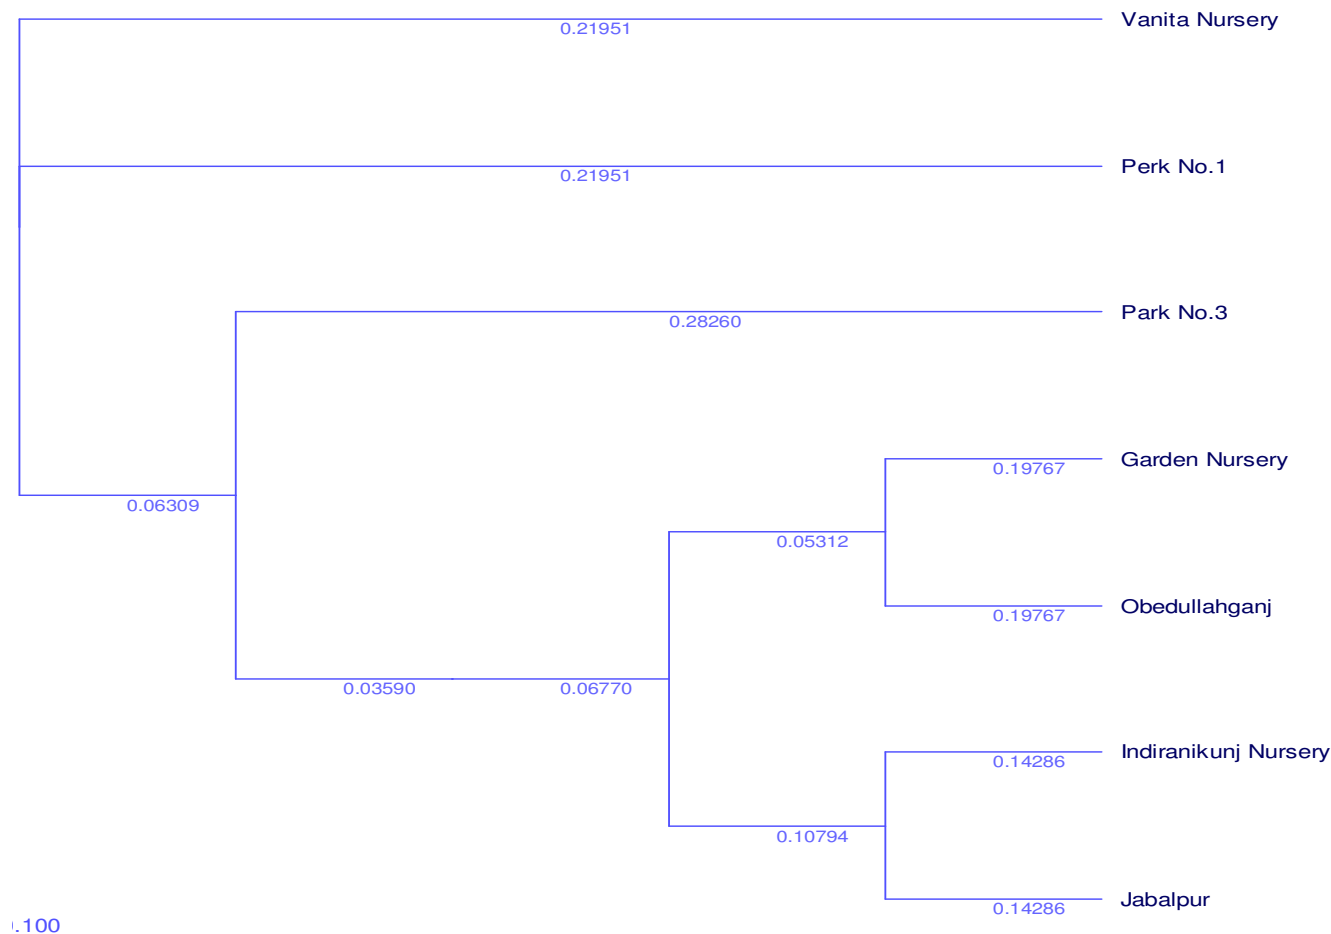 Vanita Nursery
0.21951
Perk No.1
0.21951
Park No.3
0.28260
Garden Nursery
0.19767
0.06309
0.05312
Obedullahganj
0.19767
0.03590 0.06770
Indiranikunj Nursery
0.14286
0.10794
Jabalpur
0.14286
.100